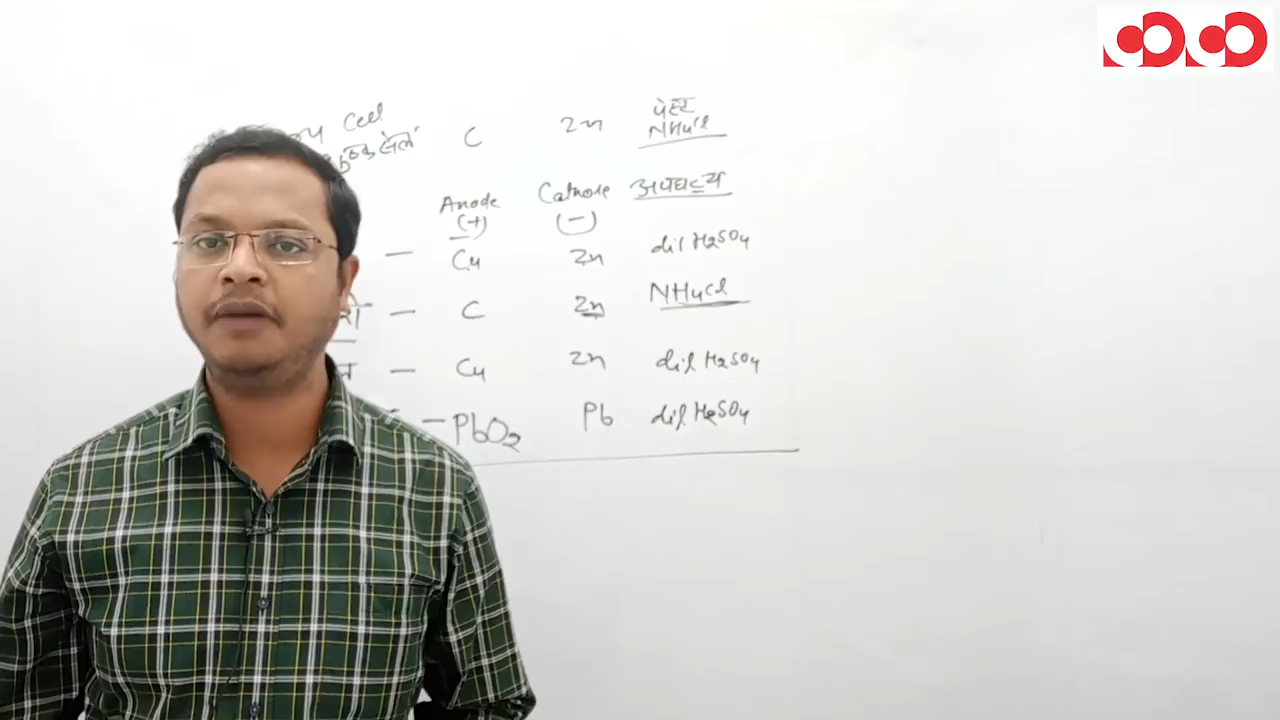 Cell C Zn पेस्ट
सेल NH4Cl
Anode Cathode अपघट्य
(+) (-)
— Cu Zn dil H2SO4
— C Zn NH4Cl
— Cu Zn dil H2SO4
— PbO2 Pb dil H2SO4